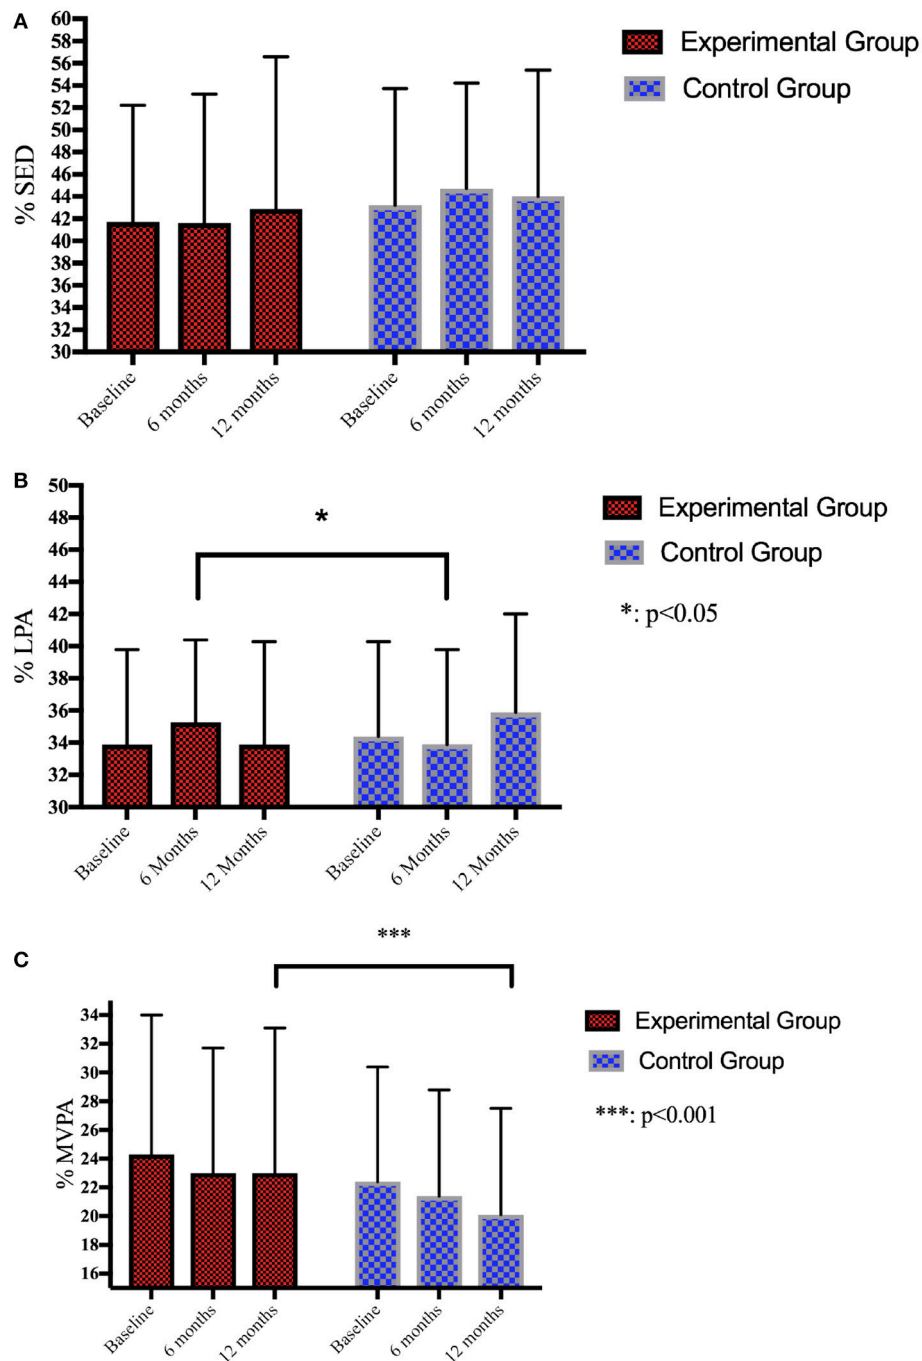 A
% SED
60
58
56
54
52
50
48
46
44
42
40
38
36
34
32
30
Baseline
6 months
12 months
Baseline
6 months
12 months
Experimental Group
Control Group
B
% LPA
50
48
46
44
42
40
38
36
34
32
30
*
Baseline
6 Months
12 Months
Baseline
6 Months
12 Months
Experimental Group
Control Group
*: p<0.05
C
***
% MVPA
34
32
30
28
26
24
22
20
18
16
Baseline
6 months
12 months
Baseline
6 months
12 months
Experimental Group
Control Group
***: p<0.001